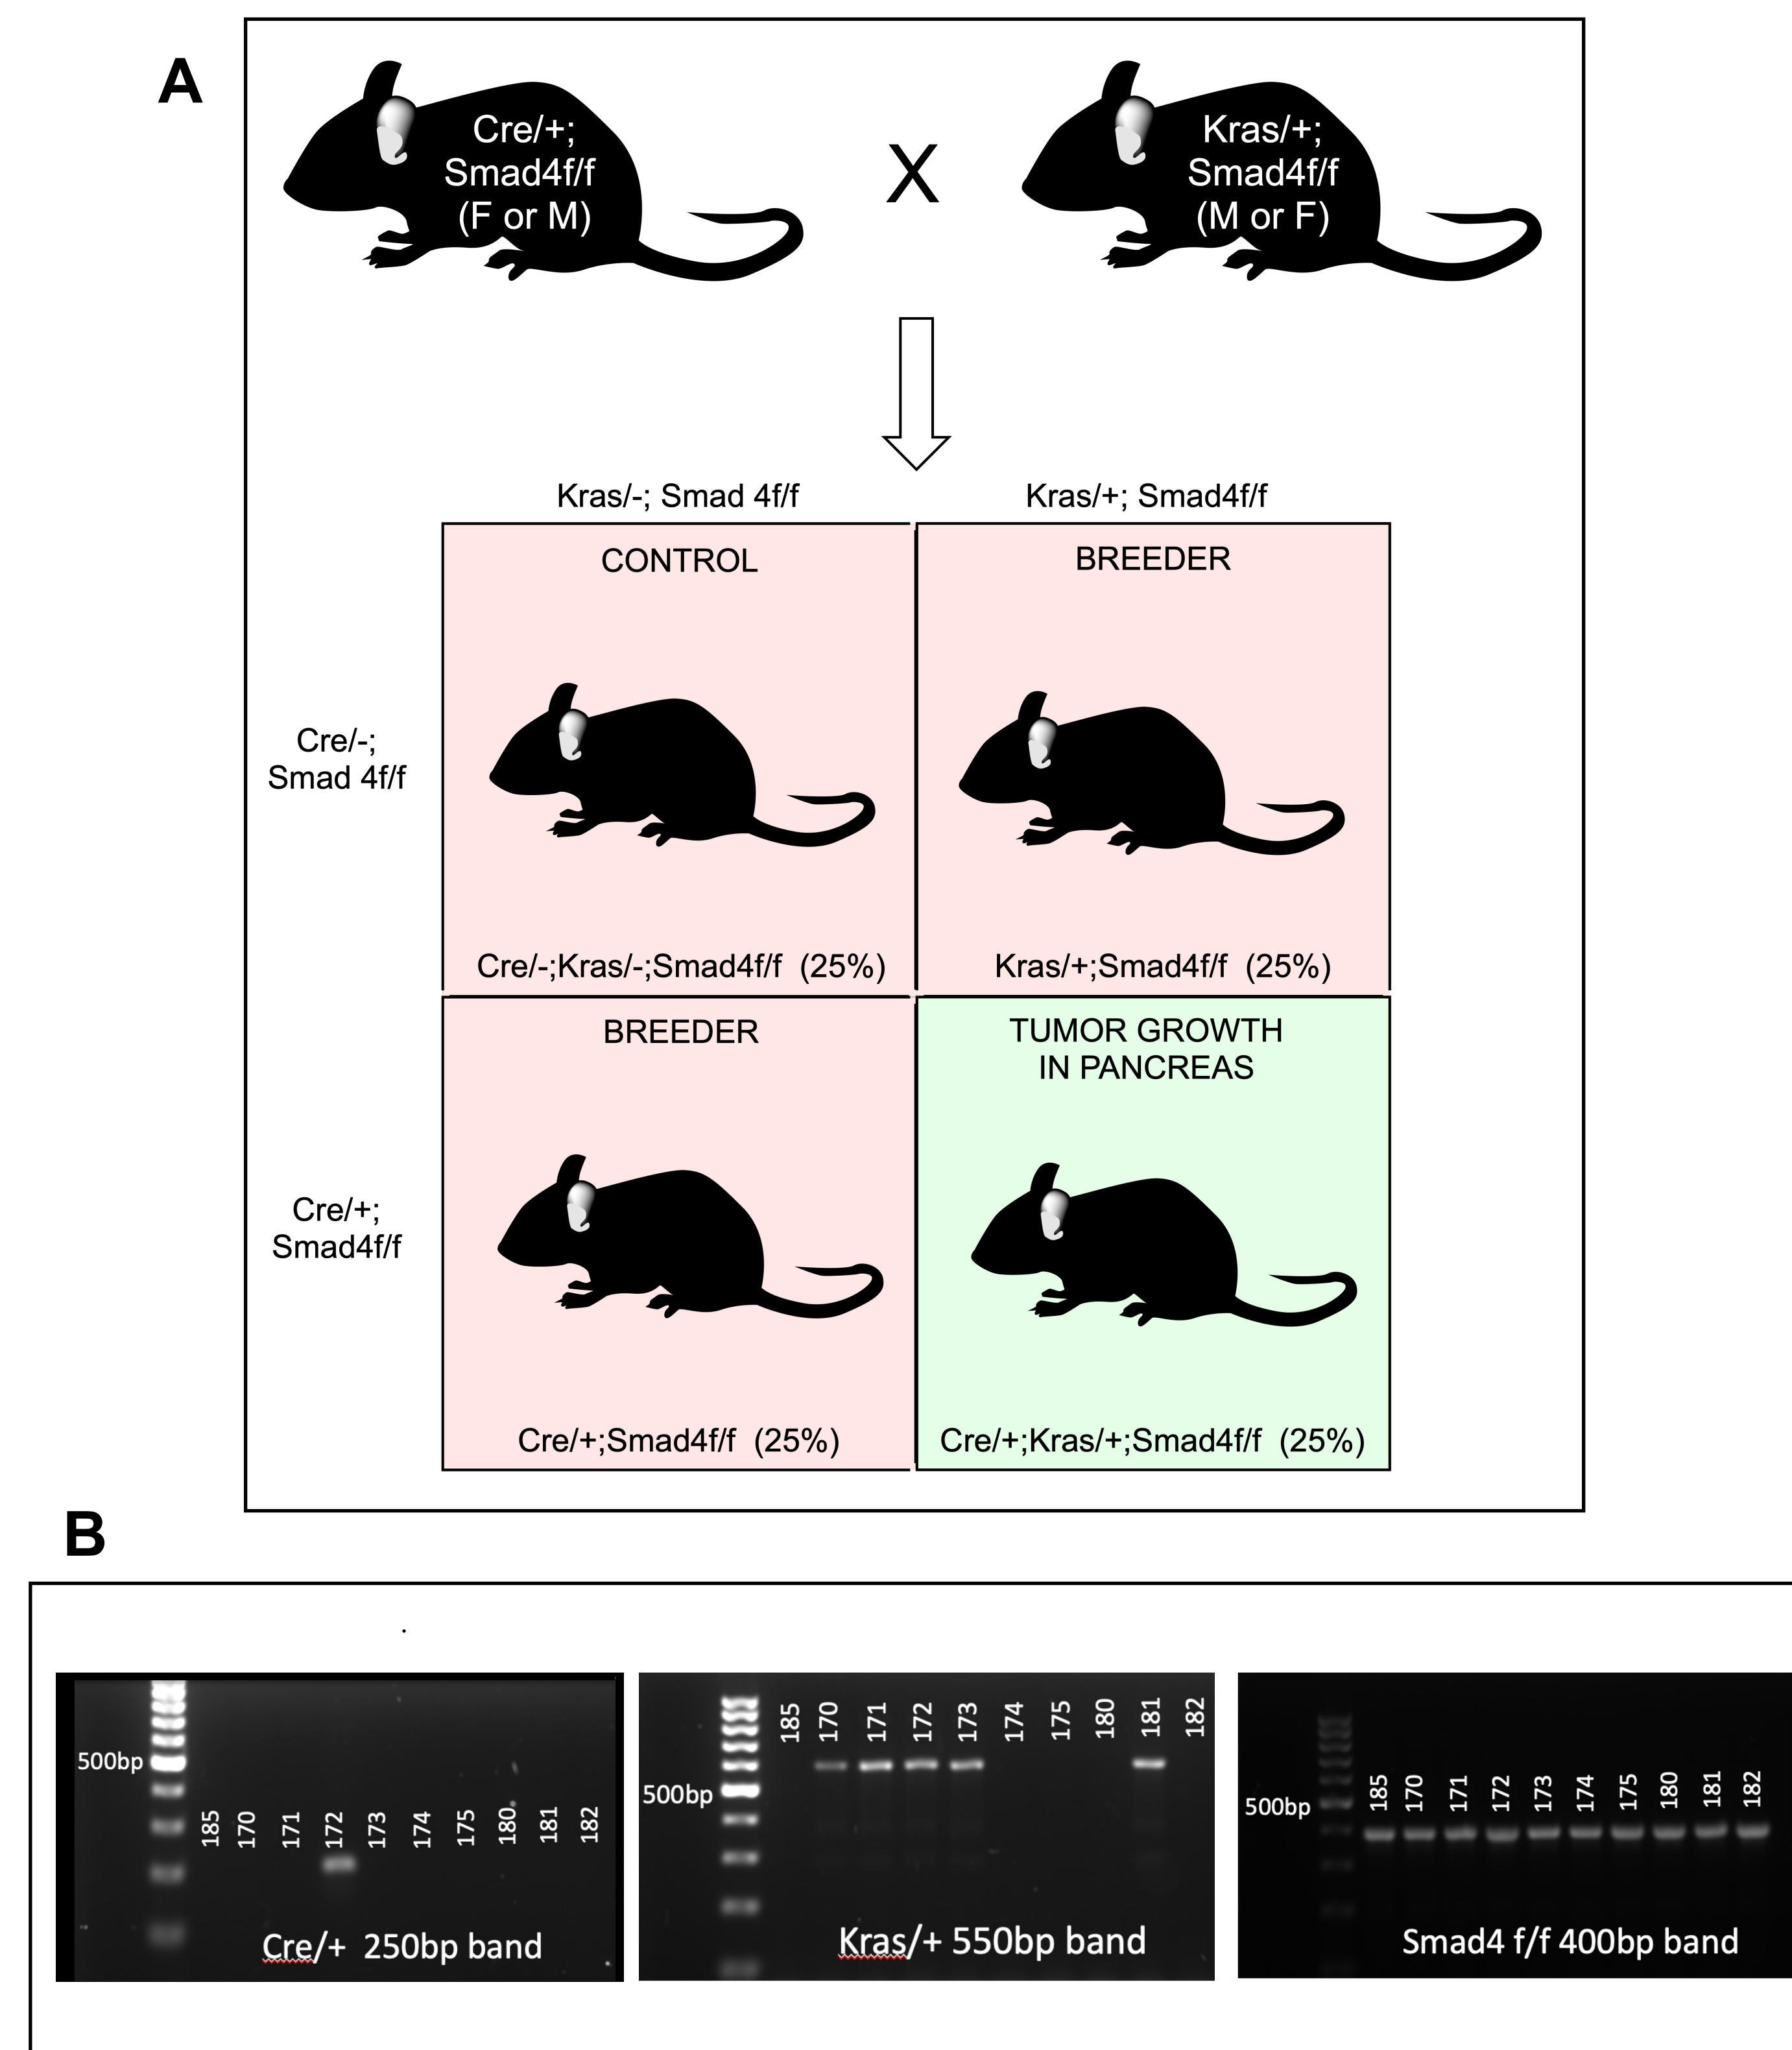 A
Cre/+;
Smad4f/f
(F or M)
X
Kras/+;
Smad4f/f
(M or F)
Kras/-; Smad 4f/f
Kras/+; Smad4f/f
CONTROL
BREEDER
Cre/-;
Smad 4f/f
Cre/-;Kras/-;Smad4f/f (25%)
Kras/+;Smad4f/f (25%)
BREEDER
TUMOR GROWTH
IN PANCREAS
Cre/+;
Smad4f/f
Cre/+;Smad4f/f (25%)
Cre/+;Kras/+;Smad4f/f (25%)
B
500bp
185 170 171 172 173 174 175 180 181 182
Cre/+ 250bp band
185 170 171 172 173 174 175 180 181 182
500bp
Kras/+ 550bp band
185 170 171 172 173 174 175 180 181 182
500bp
Smad4 f/f 400bp band